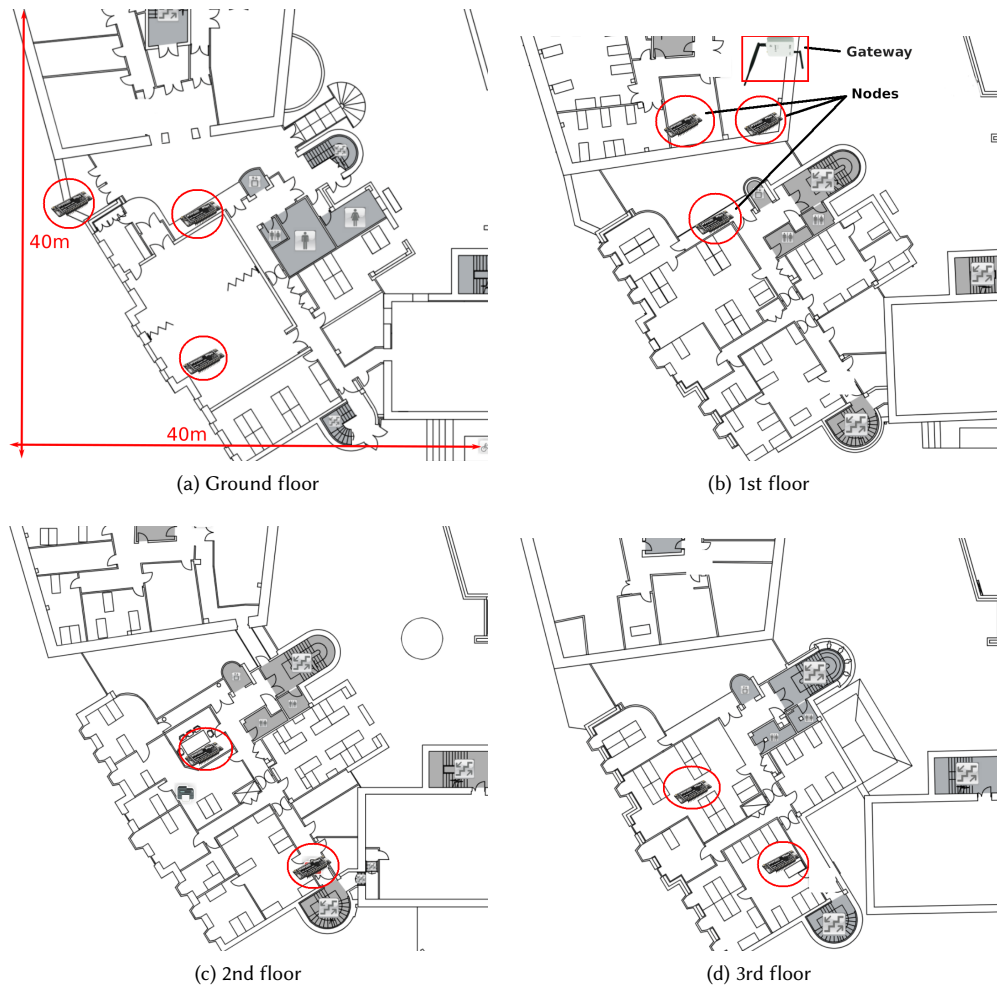 40m
40m
(a) Ground floor
Gateway
Nodes
(b) 1st floor
(c) 2nd floor
(d) 3rd floor